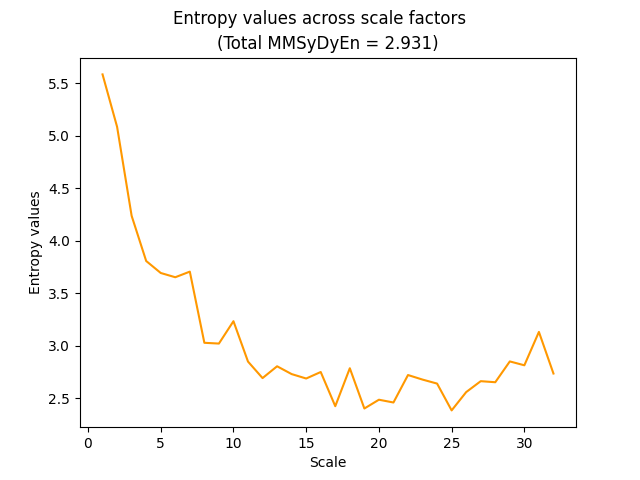 Entropy values across scale factors
(Total MMSyDyEn = 2.931)
5.5
5.0
4.5
4.0
3.5
3.0
2.5
Entropy values
0 5 10 15 20 25 30
Scale